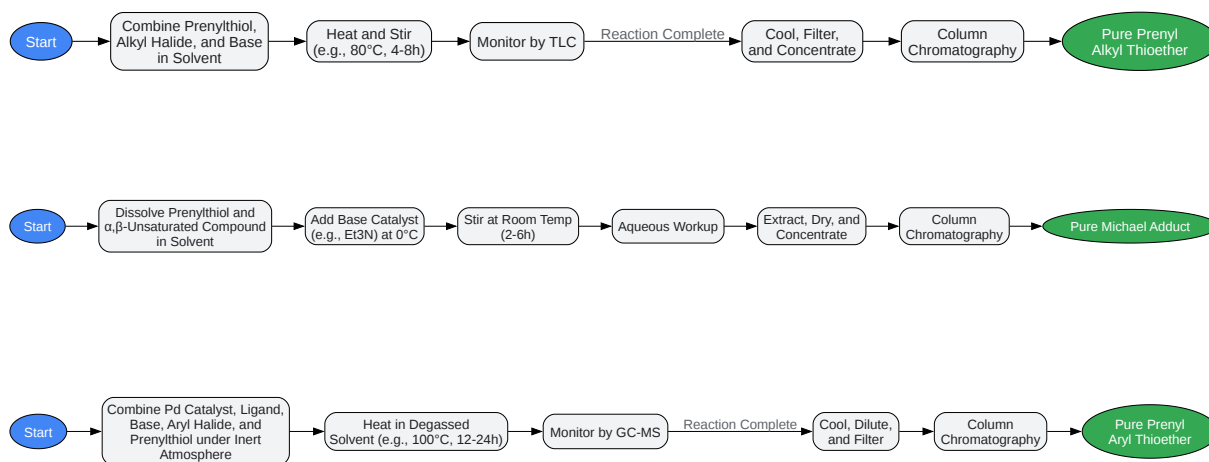 Start
Combine Prenylthiol,
Alkyl Halide, and Base
in Solvent
Heat and Stir
(e.g., 80°C, 4-8h)
Monitor by TLC
Reaction Complete
Cool, Filter,
and Concentrate
Column
Chromatography
Pure Prenyl
Alkyl Thioether
Start
Dissolve Prenylthiol and
α,β-Unsaturated Compound
in Solvent
Add Base Catalyst
(e.g., Et3N) at 0°C
Stir at Room Temp
(2-6h)
Aqueous Workup
Extract, Dry, and
Concentrate
Column
Chromatography
Pure Michael Adduct
Start
Combine Pd Catalyst, Ligand,
Base, Aryl Halide, and
Prenylthiol under Inert
Atmosphere
Heat in Degassed
Solvent (e.g., 100°C, 12-24h)
Monitor by GC-MS
Reaction Complete
Cool, Dilute,
and Filter
Column
Chromatography
Pure Prenyl
Aryl Thioether